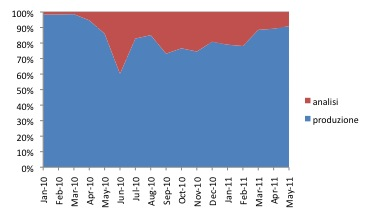 100%
90%
80%
70%
60%
50%
40%
30%
20%
10%
0%
analisi
produzione
Jan-10
Feb-10
Mar-10
Apr-10
May-10
Jun-10
Jul-10
Aug-10
Sep-10
Oct-10
Nov-10
Dec-10
Jan-11
Feb-11
Mar-11
Apr-11
May-11